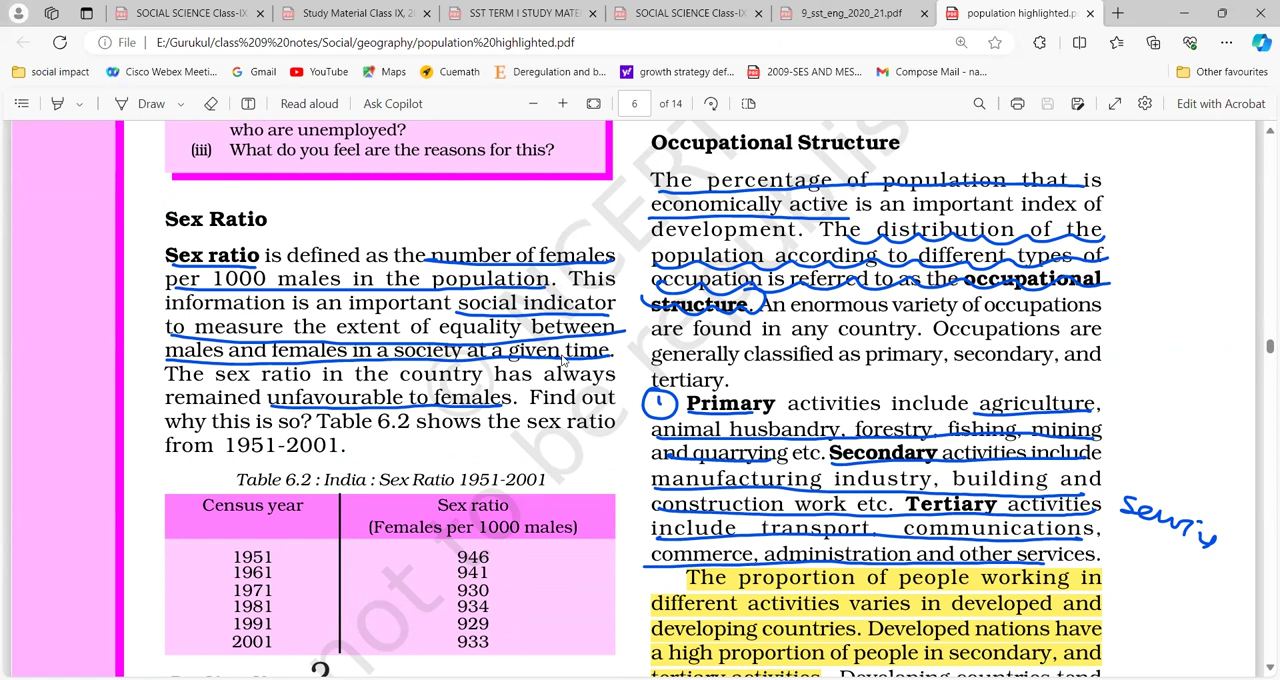 SOCIAL SCIENCE Class-IX
Study Material Class IX, 2
SST TERM I STUDY MATE
SOCIAL SCIENCE Class-IX
9_sst_eng_2020_21.pdf
population highlighted.p
File
E:/Gurukul/class%209%20notes/Social/geography/population%20highlighted.pdf
social impact
Cisco Webex Meeti...
Gmail
YouTube
Maps
Cuemath
Deregulation and b...
growth strategy def...
2009-SES AND MES...
Compose Mail - na...
Other favourites
Draw
Read aloud
Ask Copilot
6 of 14
Edit with Acrobat
who are unemployed?
(iii) What do you feel are the reasons for this?
Sex Ratio
Sex ratio is defined as the number of females
per 1000 males in the population. This
information is an important social indicator
to measure the extent of equality between
males and females in a society at a given time.
The sex ratio in the country has always
remained unfavourable to females. Find out
why this is so? Table 6.2 shows the sex ratio
from 1951-2001.
Table 6.2 : India : Sex Ratio 1951-2001
Census year Sex ratio
(Females per 1000 males)
1951 946
1961 941
1971 930
1981 934
1991 929
2001 933
2
Occupational Structure
The percentage of population that is
economically active is an important index of
development. The distribution of the
population according to different types of
occupation is referred to as the occupational
structure. An enormous variety of occupations
are found in any country. Occupations are
generally classified as primary, secondary, and
tertiary.
1 Primary activities include agriculture,
animal husbandry, forestry, fishing, mining
and quarrying etc. Secondary activities include
manufacturing industry, building and
construction work etc. Tertiary activities
include transport, communications,
commerce, administration and other services.
The proportion of people working in
different activities varies in developed and
developing countries. Developed nations have
a high proportion of people in secondary, and
tertiary activities. Developing countries tend
© NCERT
not to be republis